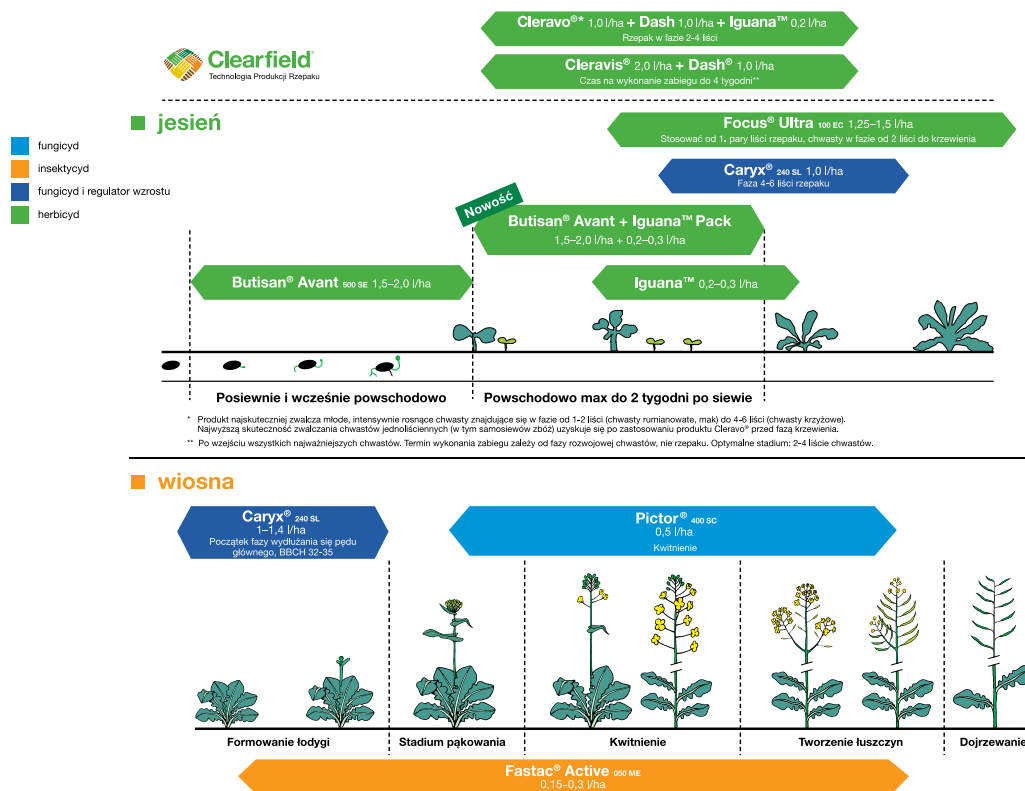 Cleravo®* 1,0 l/ha + Dash 1,0 l/ha + Iguana™ 0,2 l/ha
Rzepak w fazie 2-4 liści
Clearfield®
Technologia Produkcji Rzepaku
Cleravis® 2,0 l/ha + Dash® 1,0 l/ha
Czas na wykonanie zabiegu do 4 tygodni**
jesień
fungicyd
insektycyd
fungicyd i regulator wzrostu
herbicyd
Focus® Ultra 100 EC 1,25–1,5 l/ha
Stosować od 1. pary liści rzepaku, chwasty w fazie od 2 liści do krzewienia
Caryx® 240 SL 1,0 l/ha
Faza 4-6 liści rzepaku
Nowość
Butisan® Avant + Iguana™ Pack
1,5–2,0 l/ha + 0,2–0,3 l/ha
Butisan® Avant 500 SE 1,5–2,0 l/ha
Iguana™ 0,2–0,3 l/ha
Posiewnie i wcześnie powschodowo
Powschodowo max do 2 tygodni po siewie
* Produkt najskuteczniej zwalcza młode, intensywnie rosnące chwasty znajdujące się w fazie od 1-2 liści (chwasty rumianowate, mak) do 4-6 liści (chwasty krzyżowe).
Najwyższą skuteczność zwalczania chwastów jednoliściennych (w tym samosiewów zbóż) uzyskuje się po zastosowaniu produktu Cleravo® przed fazą krzewienia.
** Po wzejściu wszystkich najważniejszych chwastów. Termin wykonania zabiegu zależy od fazy rozwojowej chwastów, nie rzepaku. Optymalne stadium: 2-4 liście chwastów.
wiosna
Caryx® 240 SL
1–1,4 l/ha
Początek fazy wydłużania się pędu
głównego, BBCH 32-35
Pictor® 400 SC
0,5 l/ha
Kwitnienie
Formowanie łodygi
Stadium pąkowania
Kwitnienie
Tworzenie łuszczyn
Dojrzewanie
Fastac® Active 050 ME
0,15-0,3 l/ha